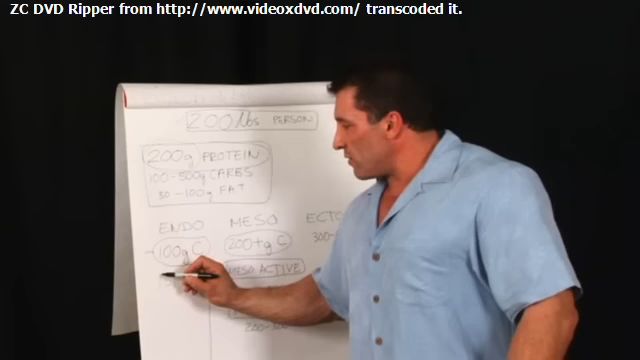 ZC DVD Ripper from http://www.videoxdvd.com/ transcoded it.
200 lbs PERSON
200g PROTEIN
100-500g CARBS
30-100g FAT
ENDO MESO ECTO
100g C 200+g C 300-
MESO ACTIVE